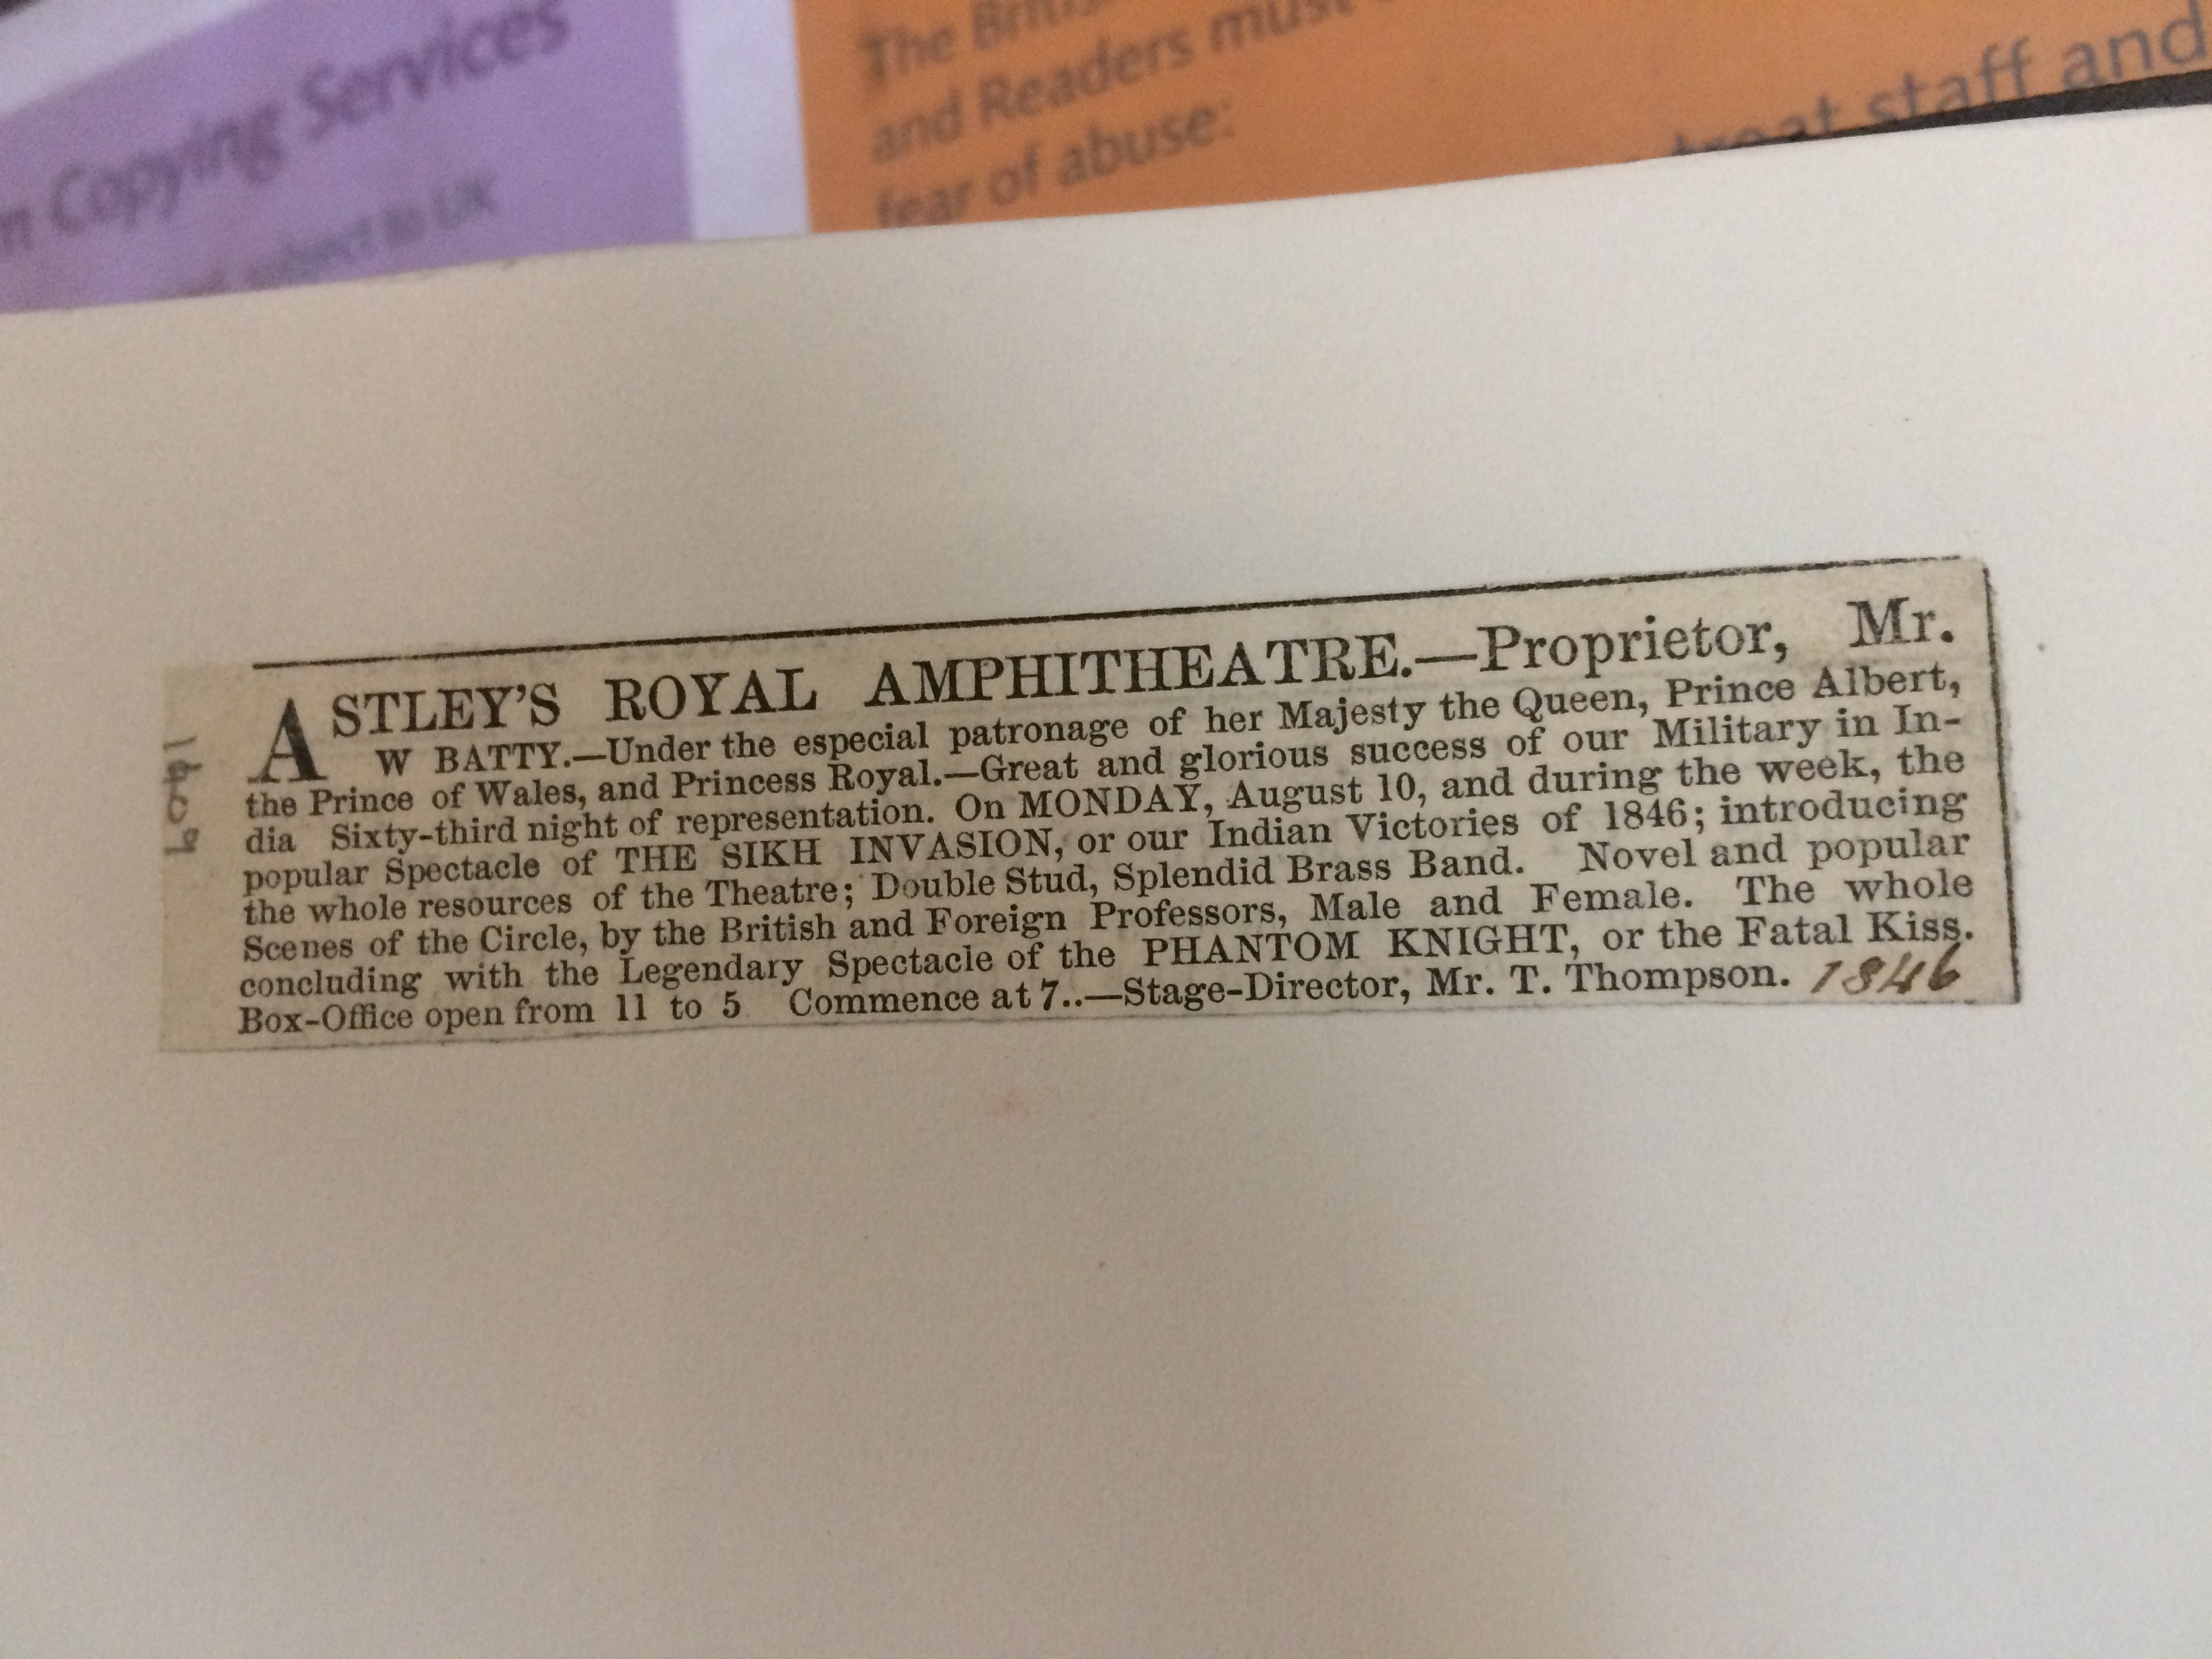 Copying Services
subject to UK
The British
and Readers must
fear of abuse:
treat staff and
ASTLEY'S ROYAL AMPHITHEATRE.—Proprietor, Mr.
W BATTY.—Under the especial patronage of her Majesty the Queen, Prince Albert,
the Prince of Wales, and Princess Royal.—Great and glorious success of our Military in In-
dia Sixty-third night of representation. On MONDAY, August 10, and during the week, the
popular Spectacle of THE SIKH INVASION, or our Indian Victories of 1846; introducing
the whole resources of the Theatre; Double Stud, Splendid Brass Band. Novel and popular
Scenes of the Circle, by the British and Foreign Professors, Male and Female. The whole
concluding with the Legendary Spectacle of the PHANTOM KNIGHT, or the Fatal Kiss.
Box-Office open from 11 to 5 Commence at 7..—Stage-Director, Mr. T. Thompson. 1846